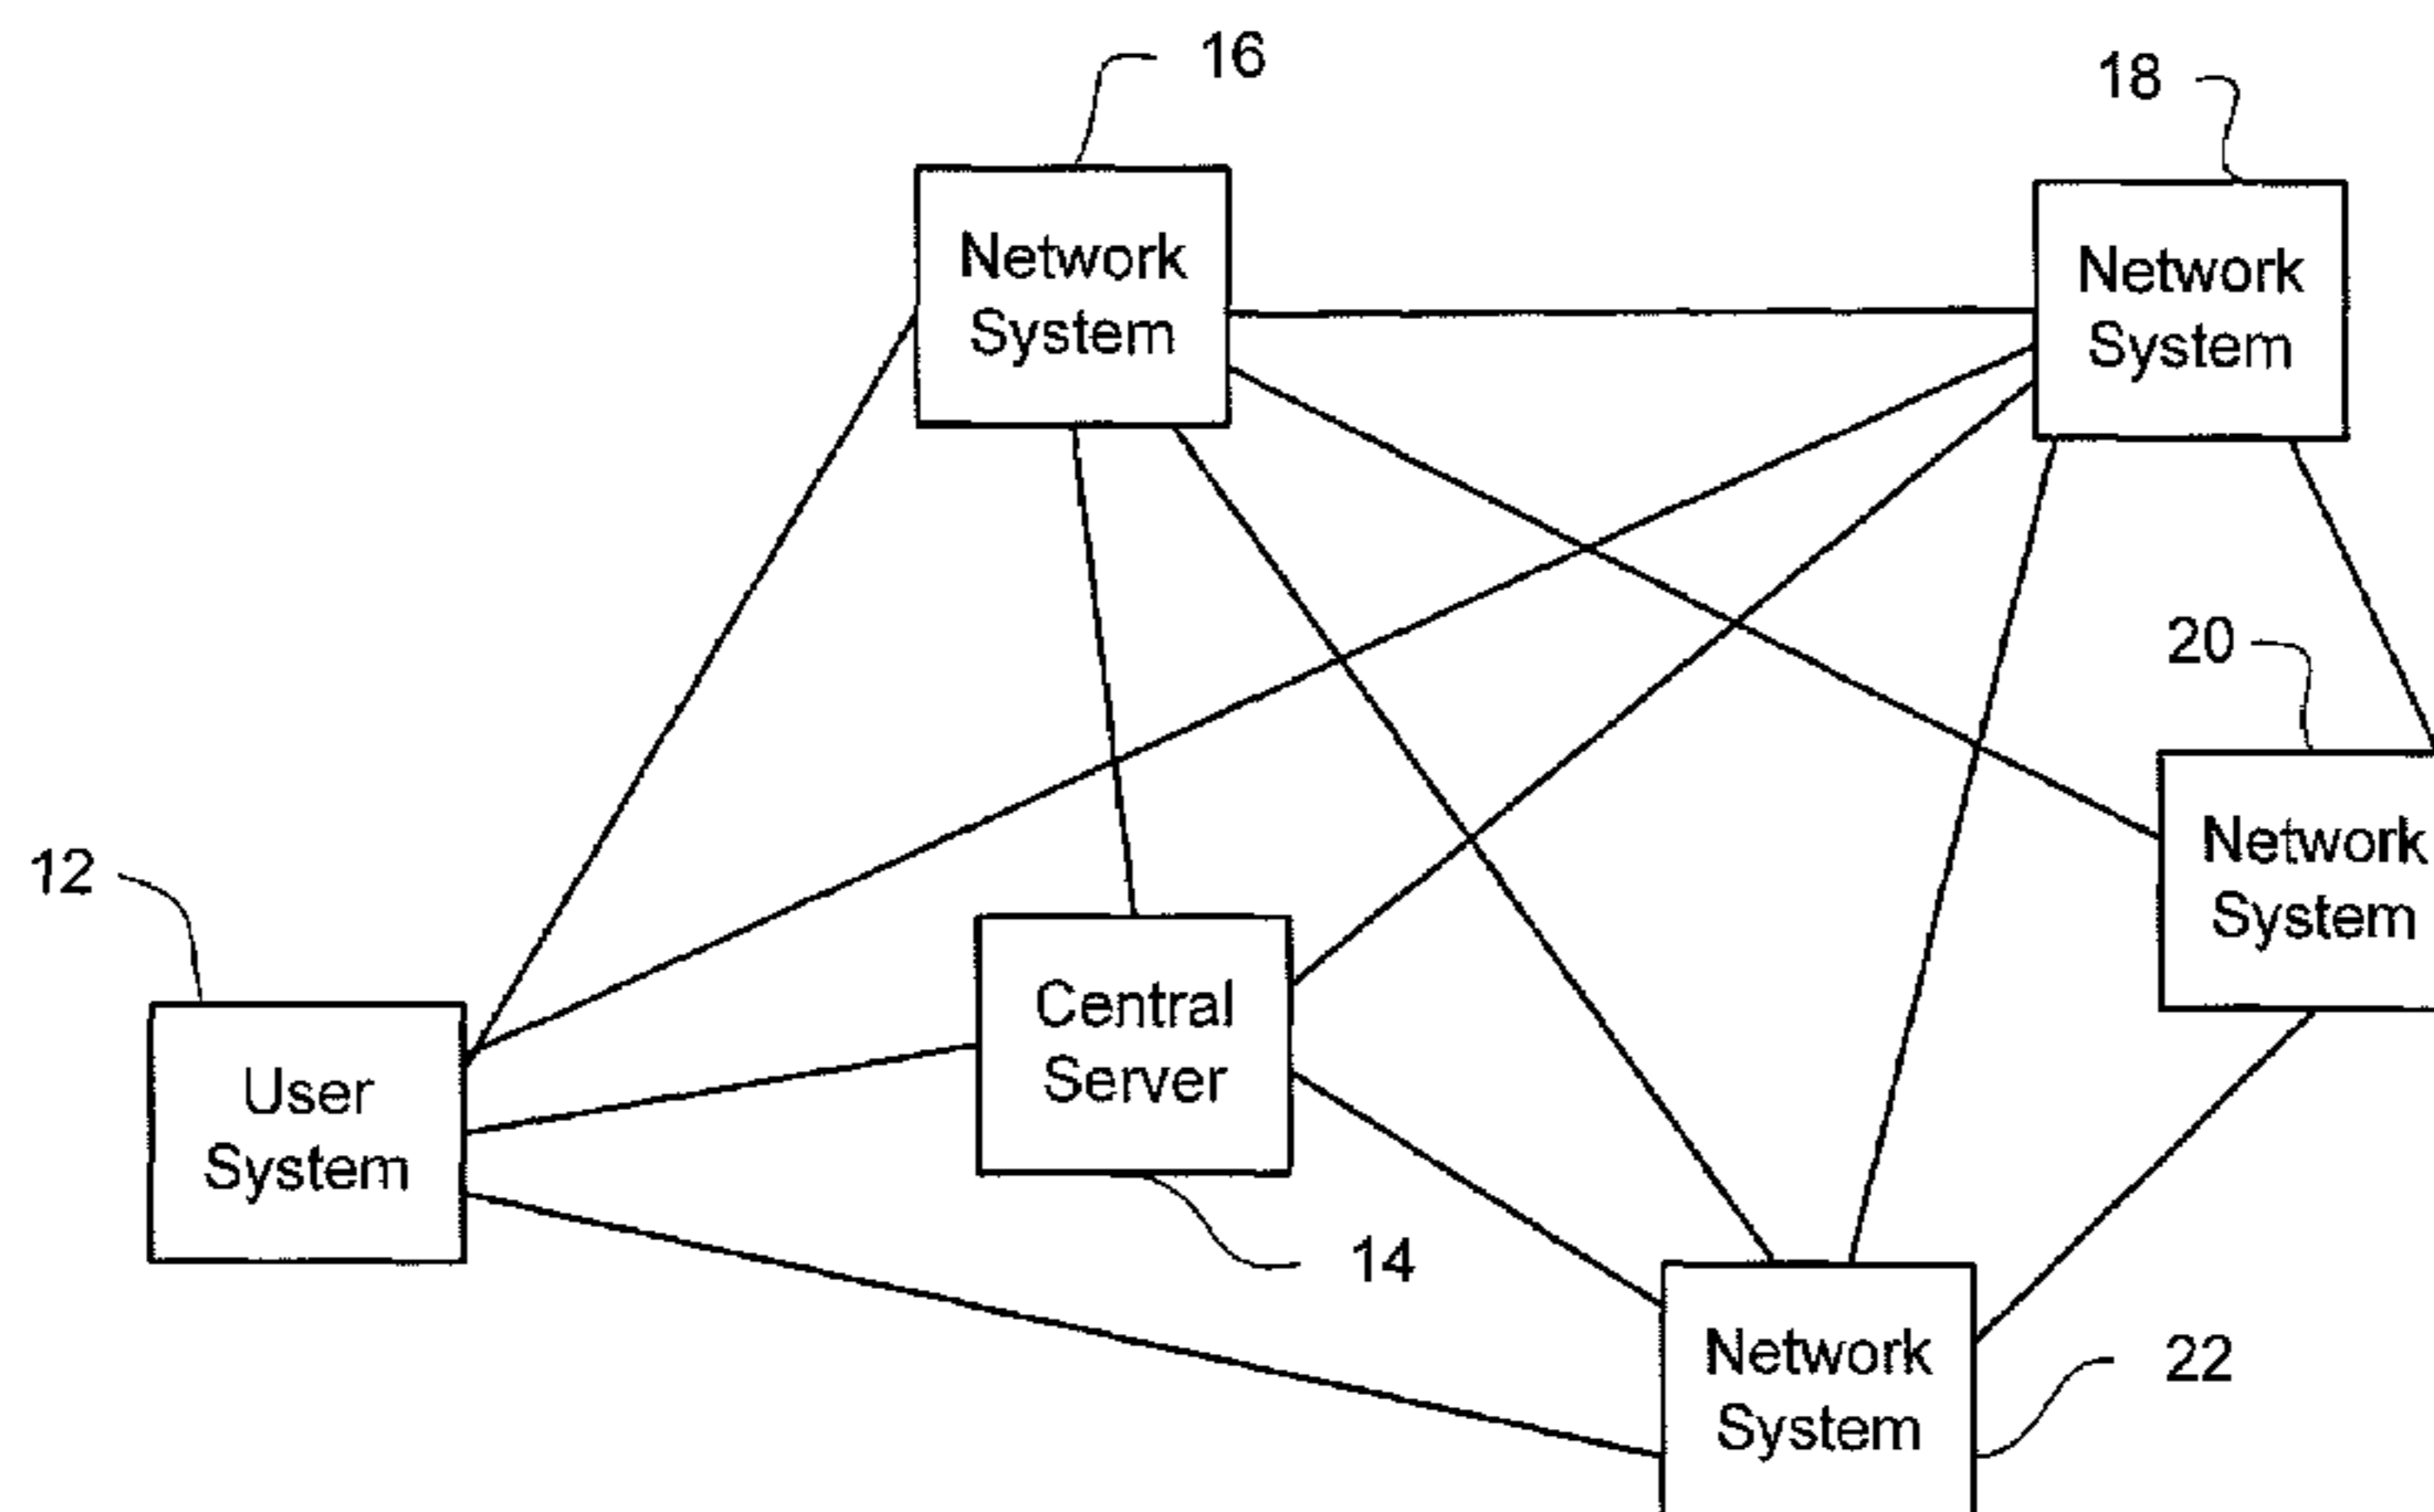 16
18
Network
System
Network
System
20
12
Network
System
Central
Server
User
System
14
Network
System
22